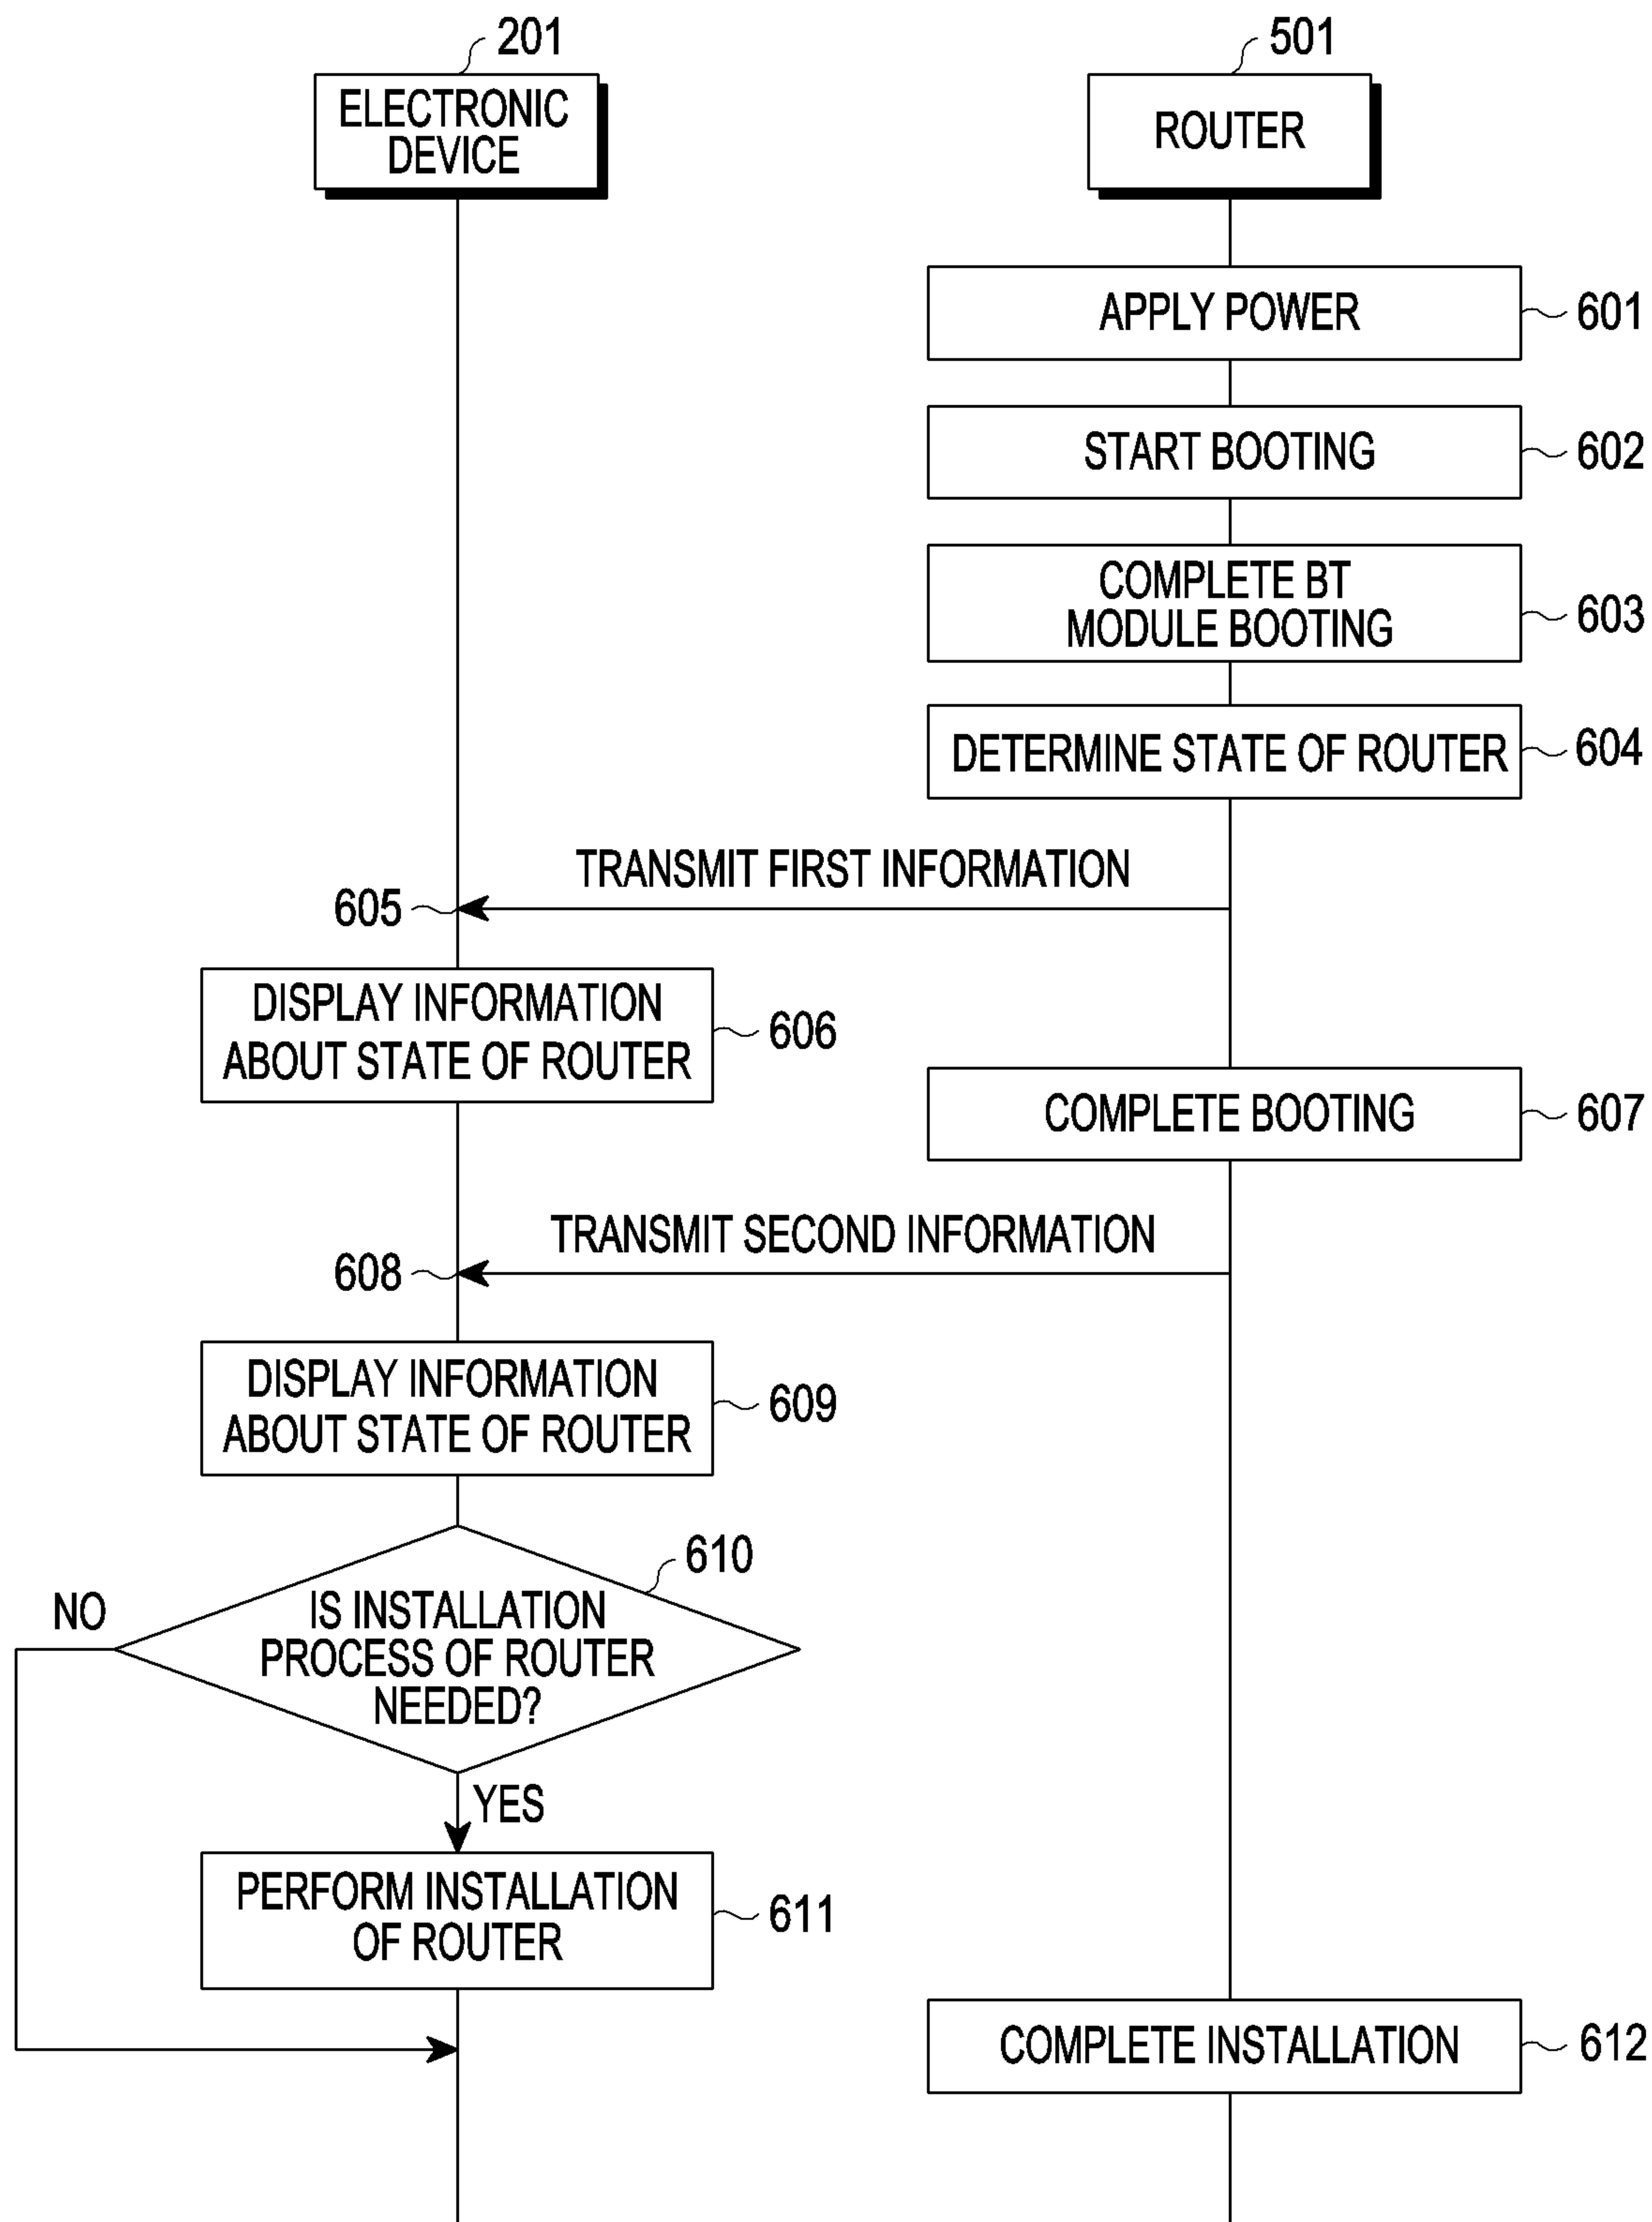 201
ELECTRONIC
DEVICE
501
ROUTER
APPLY POWER
601
START BOOTING
602
COMPLETE BT
MODULE BOOTING
603
DETERMINE STATE OF ROUTER
604
TRANSMIT FIRST INFORMATION
605
DISPLAY INFORMATION
ABOUT STATE OF ROUTER
606
COMPLETE BOOTING
607
TRANSMIT SECOND INFORMATION
608
DISPLAY INFORMATION
ABOUT STATE OF ROUTER
609
610
NO
IS INSTALLATION
PROCESS OF ROUTER
NEEDED?
YES
PERFORM INSTALLATION
OF ROUTER
611
COMPLETE INSTALLATION
612